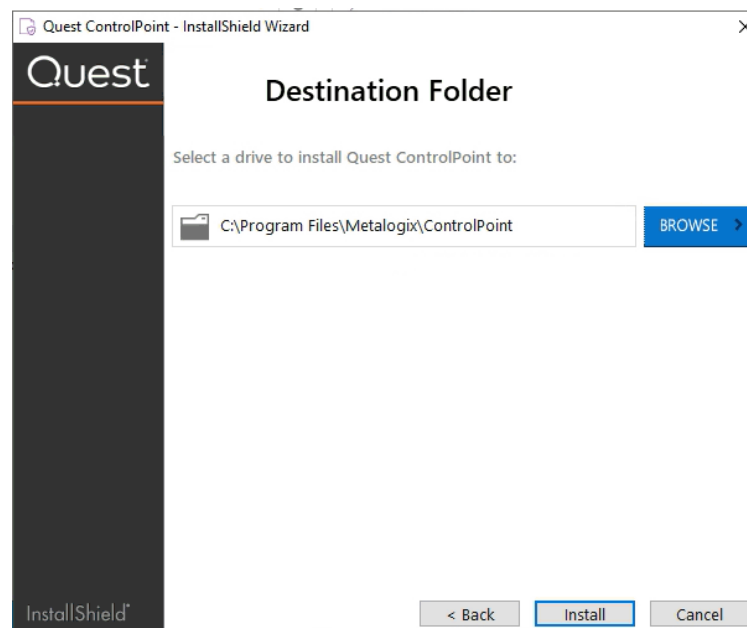 Quest ControlPoint - InstallShield Wizard
Quest
Destination Folder
Select a drive to install Quest ControlPoint to:
C:\Program Files\Metalogix\ControlPoint
BROWSE
InstallShield
< Back
Install
Cancel